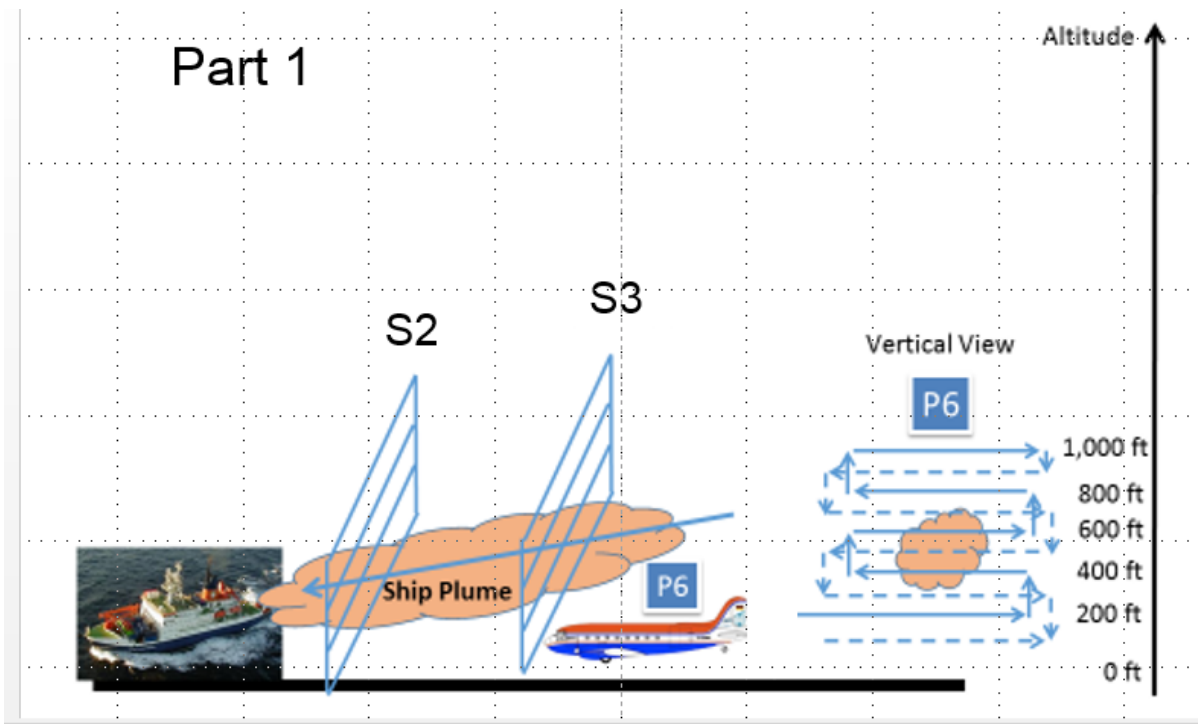 Part 1
Altitude
S3
S2
Vertical View
P6
1,000 ft
800 ft
600 ft
400 ft
Ship Plume
P6
200 ft
0 ft